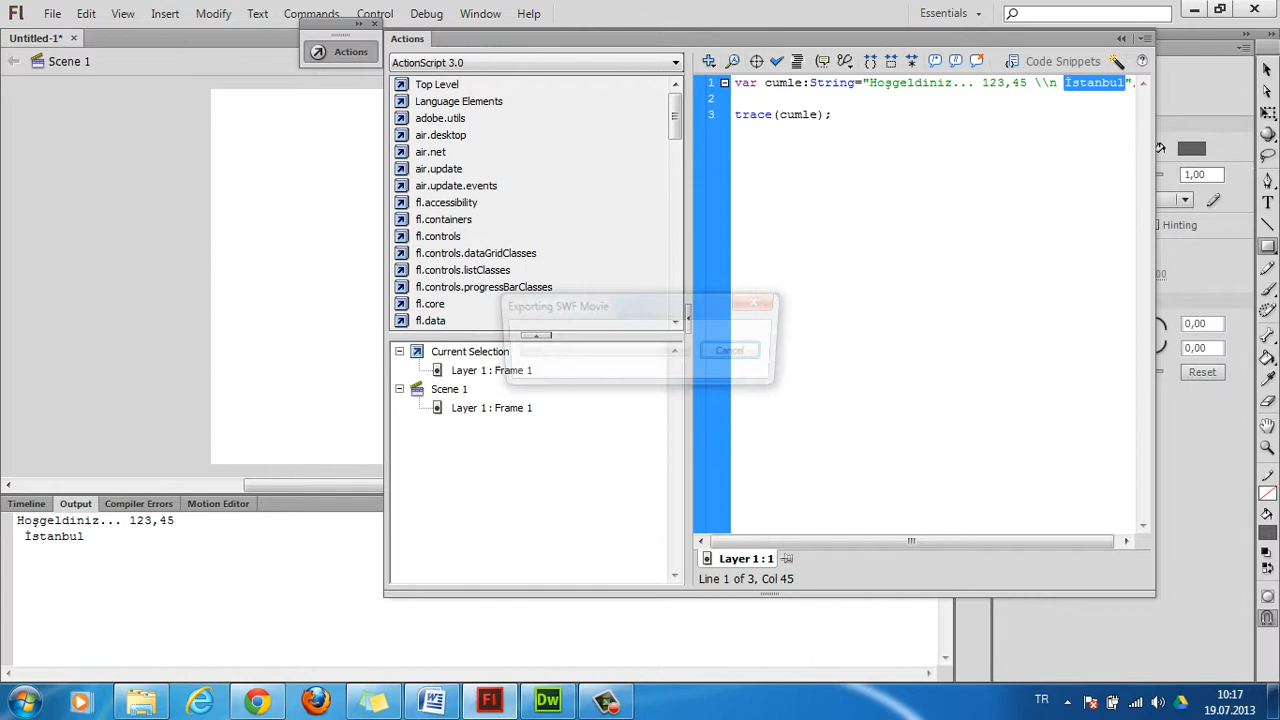 Fl File Edit View Insert Modify Text Commands Control Debug Window Help Essentials
Untitled-1* ×
Scene 1
Actions
Actions
ActionScript 3.0
Code Snippets
Top Level
Language Elements
adobe.utils
air.desktop
air.net
air.update
air.update.events
fl.accessibility
fl.containers
fl.controls
fl.controls.dataGridClasses
fl.controls.listClasses
fl.controls.progressBarClasses
fl.core
fl.data
1 var cumle:String="Hoşgeldiniz... 123,45 \\n İstanbul"
2
3 trace(cumle);
Exporting SWF Movie
Cancel
Current Selection
Layer 1 : Frame 1
Scene 1
Layer 1 : Frame 1
Layer 1 : 1
Line 1 of 3, Col 45
1,00
Hinting
0,00
0,00
Reset
Timeline Output Compiler Errors Motion Editor
Hoşgeldiniz... 123,45
İstanbul
W Fl Dw
TR
10:17
19.07.2013